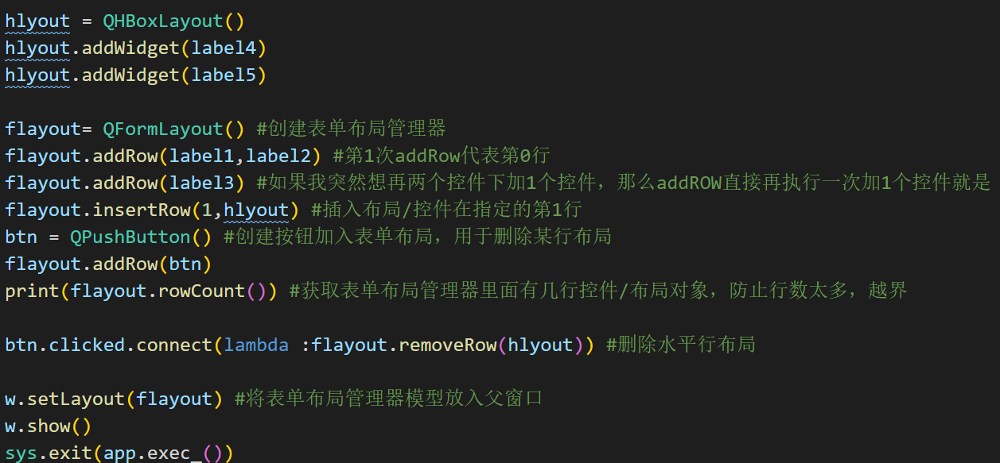 hlyout = QHBoxLayout()
hlyout.addWidget(label4)
hlyout.addWidget(label5)
flayout= QFormLayout() #创建表单布局管理器
flayout.addRow(label1,label2) #第1次addRow代表第0行
flayout.addRow(label3) #如果我突然想再两个控件下加1个控件，那么addROW直接再执行一次加1个控件就是
flayout.insertRow(1,hlyout) #插入布局/控件在指定的第1行
btn = QPushButton() #创建按钮加入表单布局，用于删除某行布局
flayout.addRow(btn)
print(flayout.rowCount()) #获取表单布局管理器里面有几行控件/布局对象，防止行数太多，越界
btn.clicked.connect(lambda :flayout.removeRow(hlyout)) #删除水平行布局
w.setLayout(flayout) #将表单布局管理器模型放入父窗口
w.show()
sys.exit(app.exec_())